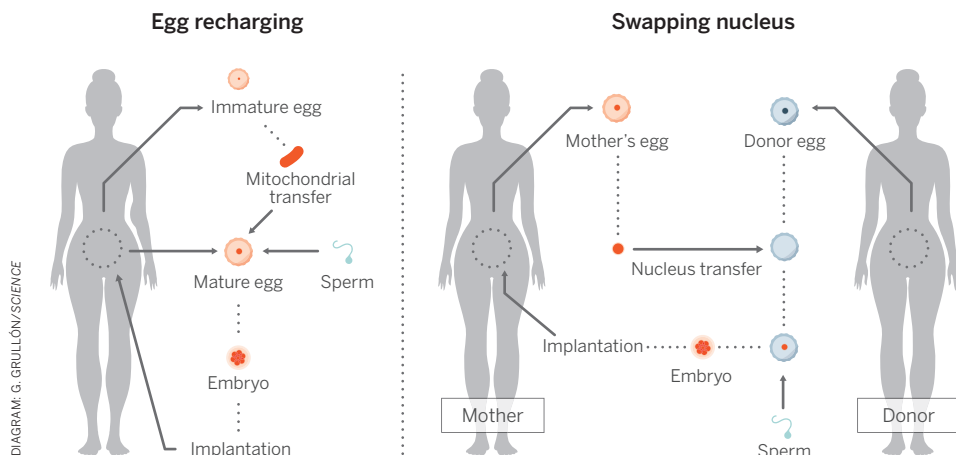 Egg recharging
Immature egg
Mitochondrial
transfer
Mature egg
Sperm
Embryo
Implantation
Swapping nucleus
Mother's egg
Donor egg
Nucleus transfer
Implantation
Embryo
Mother
Sperm
Donor
DIAGRAM: G. GRULLÓN/SCIENCE